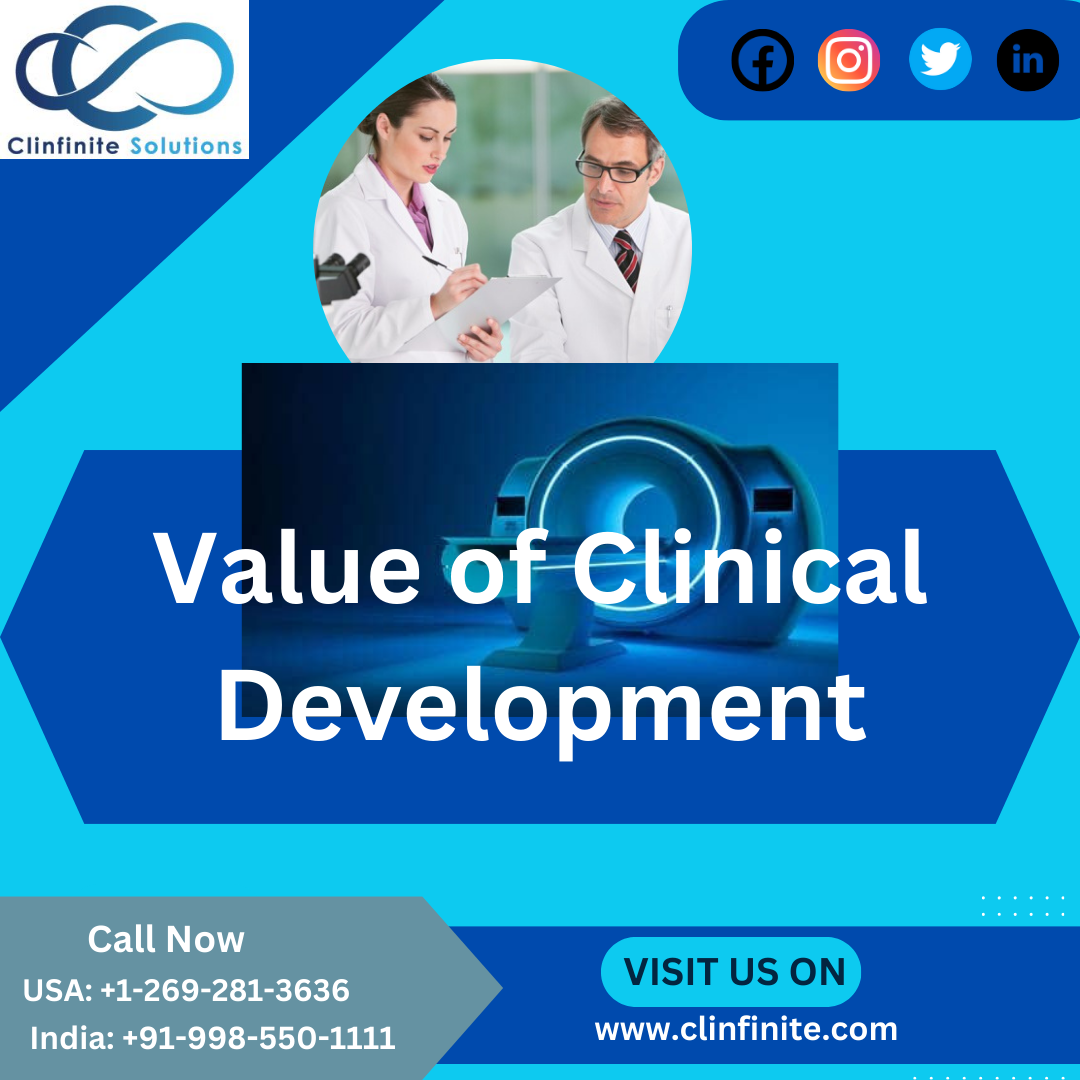 Clinfinite Solutions
Value of Clinical
Development
Call Now
USA: +1-269-281-3636
India: +91-998-550-1111
VISIT US ON
www.clinfinite.com